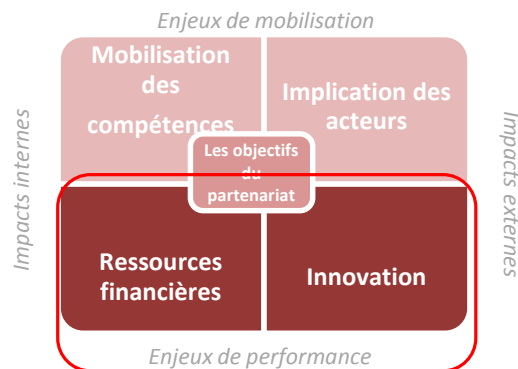 Enjeux de mobilisation
Mobilisation
des
compétences
Implication des
acteurs
Les objectifs
du
partenariat
Impacts internes
Impacts externes
Ressources
financières
Innovation
Enjeux de performance